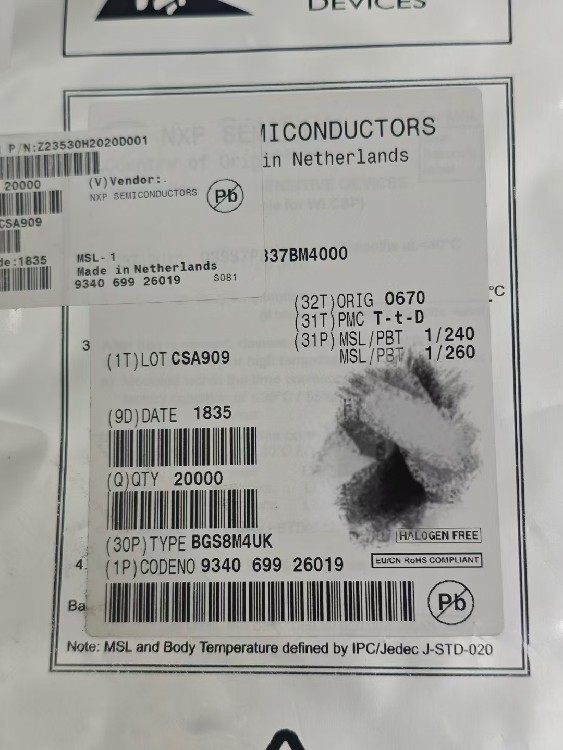 DEVICES
P/N:Z23530H2020D001
20000
(V)Vendor:.
NXP SEMICONDUCTORS
Pb
CSA909
de:1835
MSL- 1
Made in Netherlands
9340 699 26019
S081
MICONDUCTORS
in Netherlands
337BM4000
°C
(32T)ORIG 0670
(31T)PMC T-t-D
(31P)MSL/PBT 1/240
MSL/PBT 1/260
3
(1T)LOT CSA909
(9D)DATE 1835
(Q)QTY 20000
HALOGEN FREE
(30P)TYPE BGS8M4UK
EU/CN RoHS COMPLIANT
4.
(1P)CODENO 9340 699 26019
Ba
Pb
Note: MSL and Body Temperature defined by IPC/Jedec J-STD-020